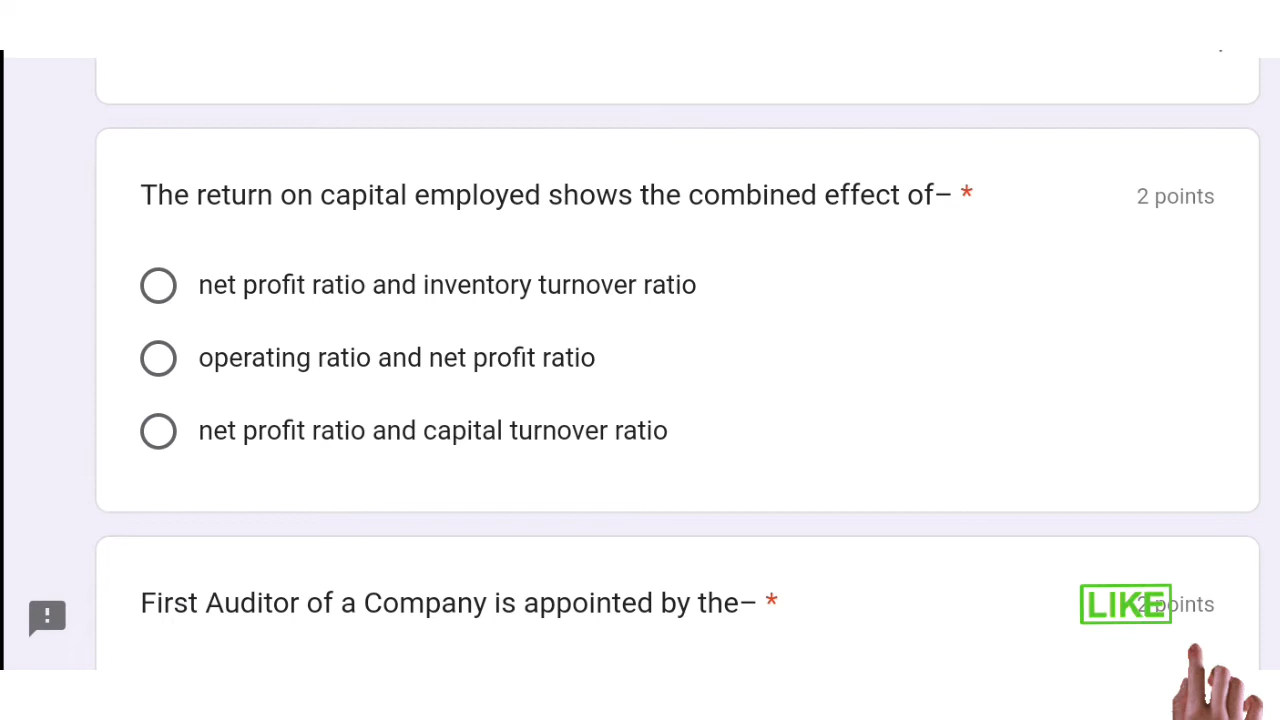 The return on capital employed shows the combined effect of– *
2 points
net profit ratio and inventory turnover ratio
operating ratio and net profit ratio
net profit ratio and capital turnover ratio
First Auditor of a Company is appointed by the– *
2 points
LIKE